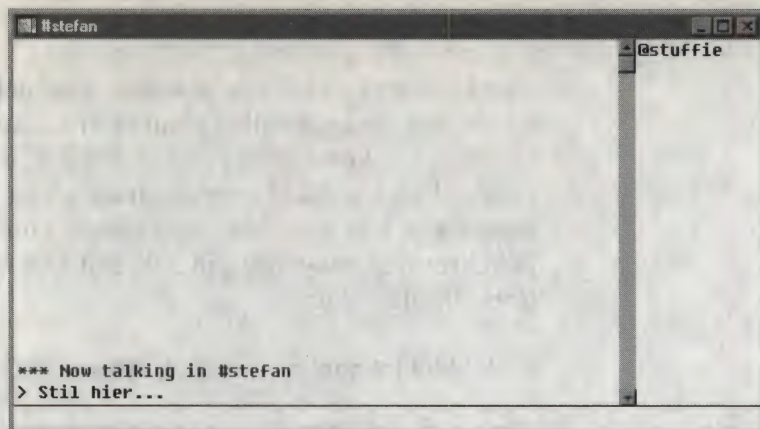 #stefan
@stuffie
*** Now talking in #stefan
> Stil hier...